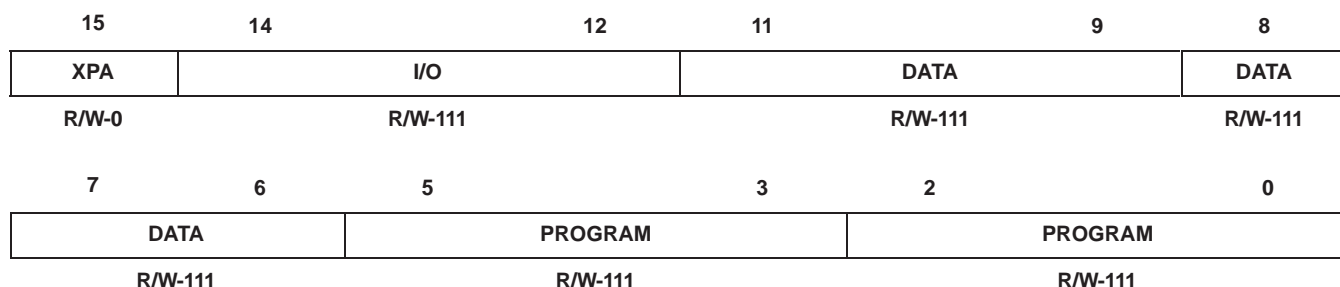 15 14 12 11 9 8
XPA I/O DATA DATA
R/W-0 R/W-111 R/W-111 R/W-111
7 6 5 3 2 0
DATA PROGRAM PROGRAM
R/W-111 R/W-111 R/W-111